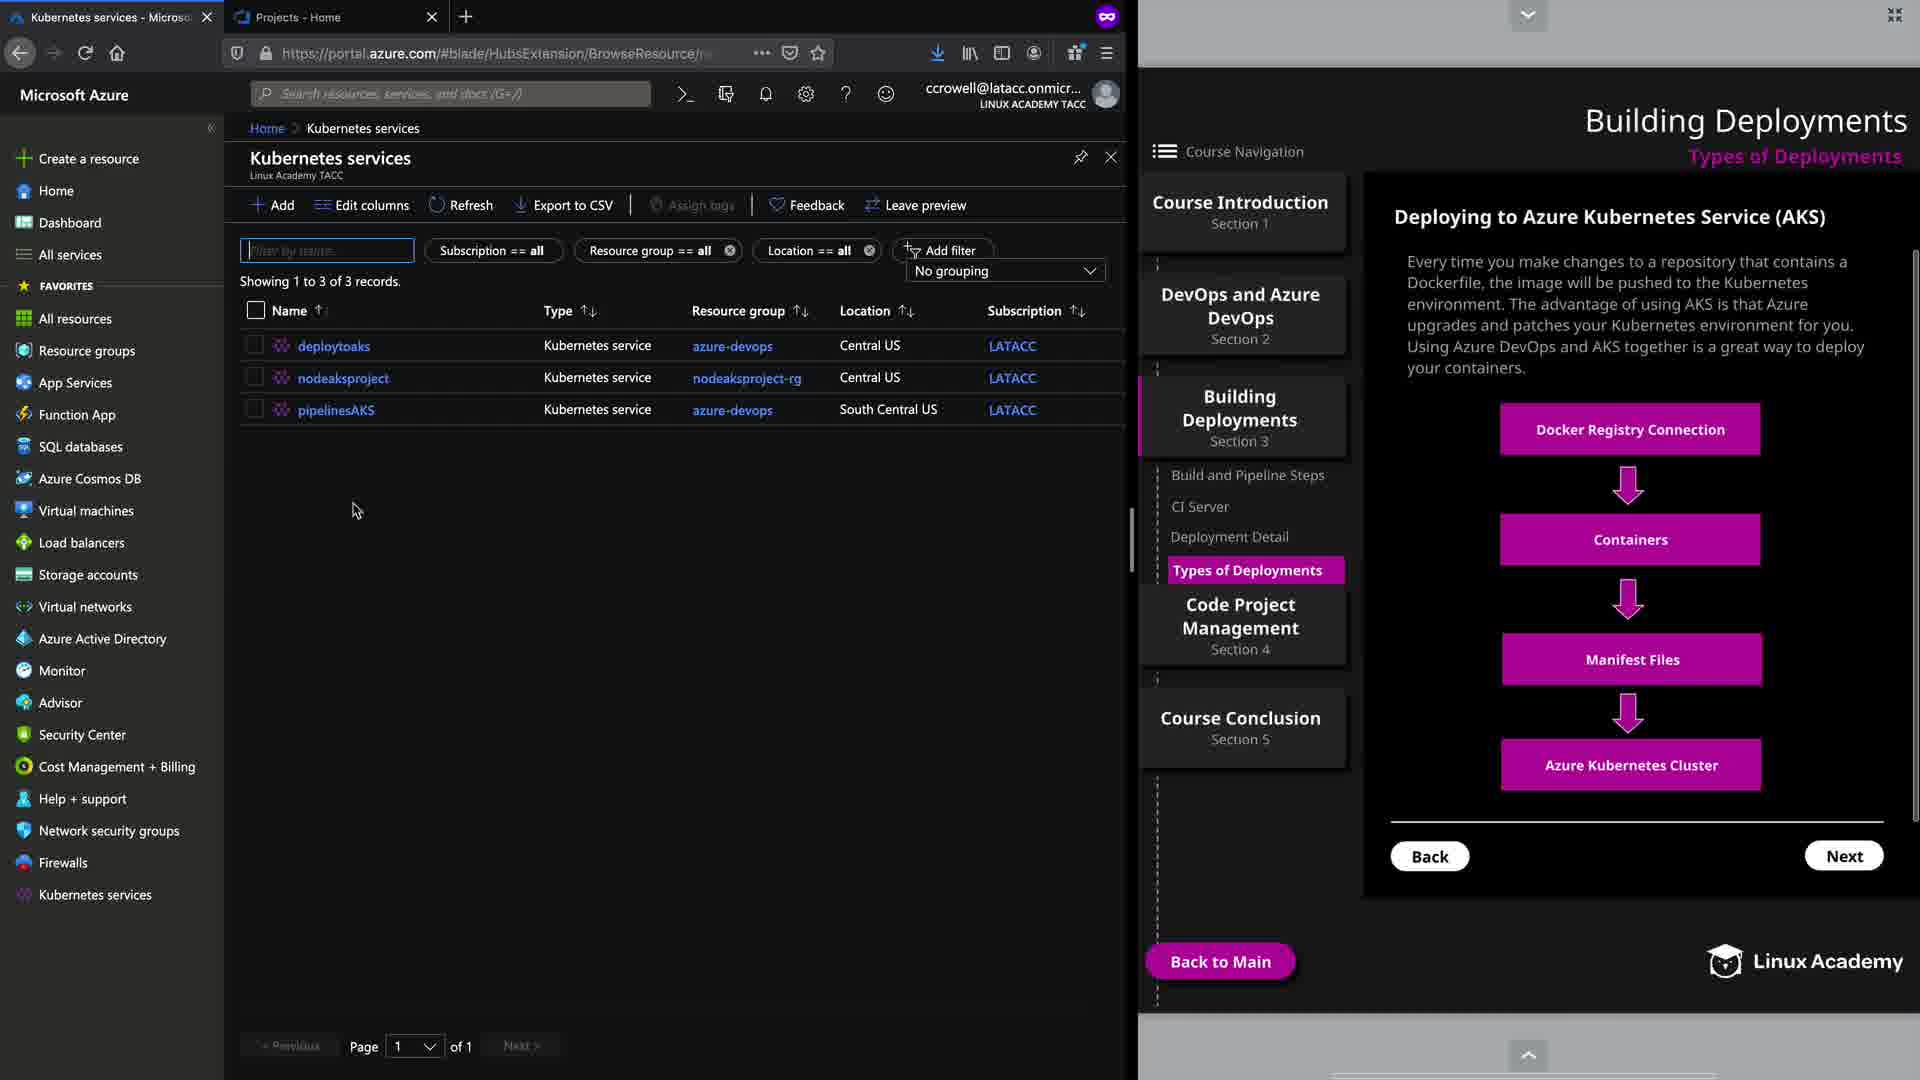 Kubernetes services - Microso
Projects - Home
https://portal.azure.com/#blade/HubsExtension/BrowseResource/
Microsoft Azure
Search resources, services, and docs (G+/)
ccrowell@latacc.onmicr...
LINUX ACADEMY TACC
Home
Kubernetes services
Kubernetes services
Linux Academy TACC
Create a resource
Home
Dashboard
All services
FAVORITES
All resources
Resource groups
App Services
Function App
SQL databases
Azure Cosmos DB
Virtual machines
Load balancers
Storage accounts
Virtual networks
Azure Active Directory
Monitor
Advisor
Security Center
Cost Management + Billing
Help + support
Network security groups
Firewalls
Kubernetes services
Add
Edit columns
Refresh
Export to CSV
Assign tags
Feedback
Leave preview
Filter by name...
Subscription == all
Resource group == all
Location == all
Add filter
No grouping
Showing 1 to 3 of 3 records.
Name Type Resource group Location Subscription
deploytoaks Kubernetes service azure-devops Central US LATACC
nodeaksproject Kubernetes service nodeaksproject-rg Central US LATACC
pipelinesAKS Kubernetes service azure-devops South Central US LATACC
< Previous Page 1 of 1 Next >
Building Deployments
Types of Deployments
Course Navigation
Course Introduction
Section 1
DevOps and Azure
DevOps
Section 2
Building
Deployments
Section 3
Build and Pipeline Steps
CI Server
Deployment Detail
Types of Deployments
Code Project
Management
Section 4
Course Conclusion
Section 5
Back to Main
Deploying to Azure Kubernetes Service (AKS)
Every time you make changes to a repository that contains a
Dockerfile, the image will be pushed to the Kubernetes
environment. The advantage of using AKS is that Azure
upgrades and patches your Kubernetes environment for you.
Using Azure DevOps and AKS together is a great way to deploy
your containers.
Docker Registry Connection
Containers
Manifest Files
Azure Kubernetes Cluster
Back
Next
Linux Academy